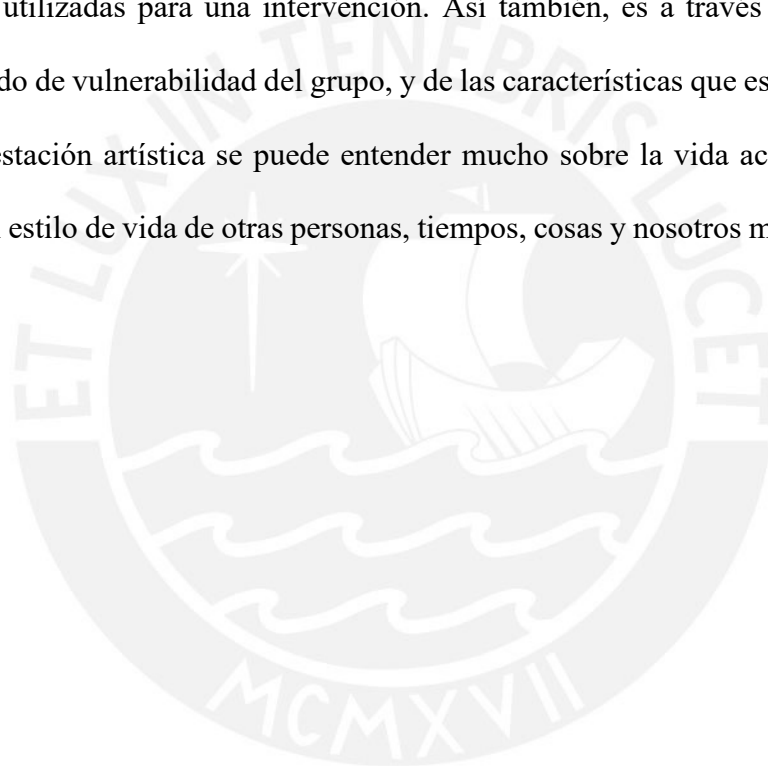 utilizadas para una intervención. Así también, es a través
do de vulnerabilidad del grupo, y de las características que es
estación artística se puede entender mucho sobre la vida ac
estilo de vida de otras personas, tiempos, cosas y nosotros m
ET LUX IN TENEBRIS LUCET
MCMXVII